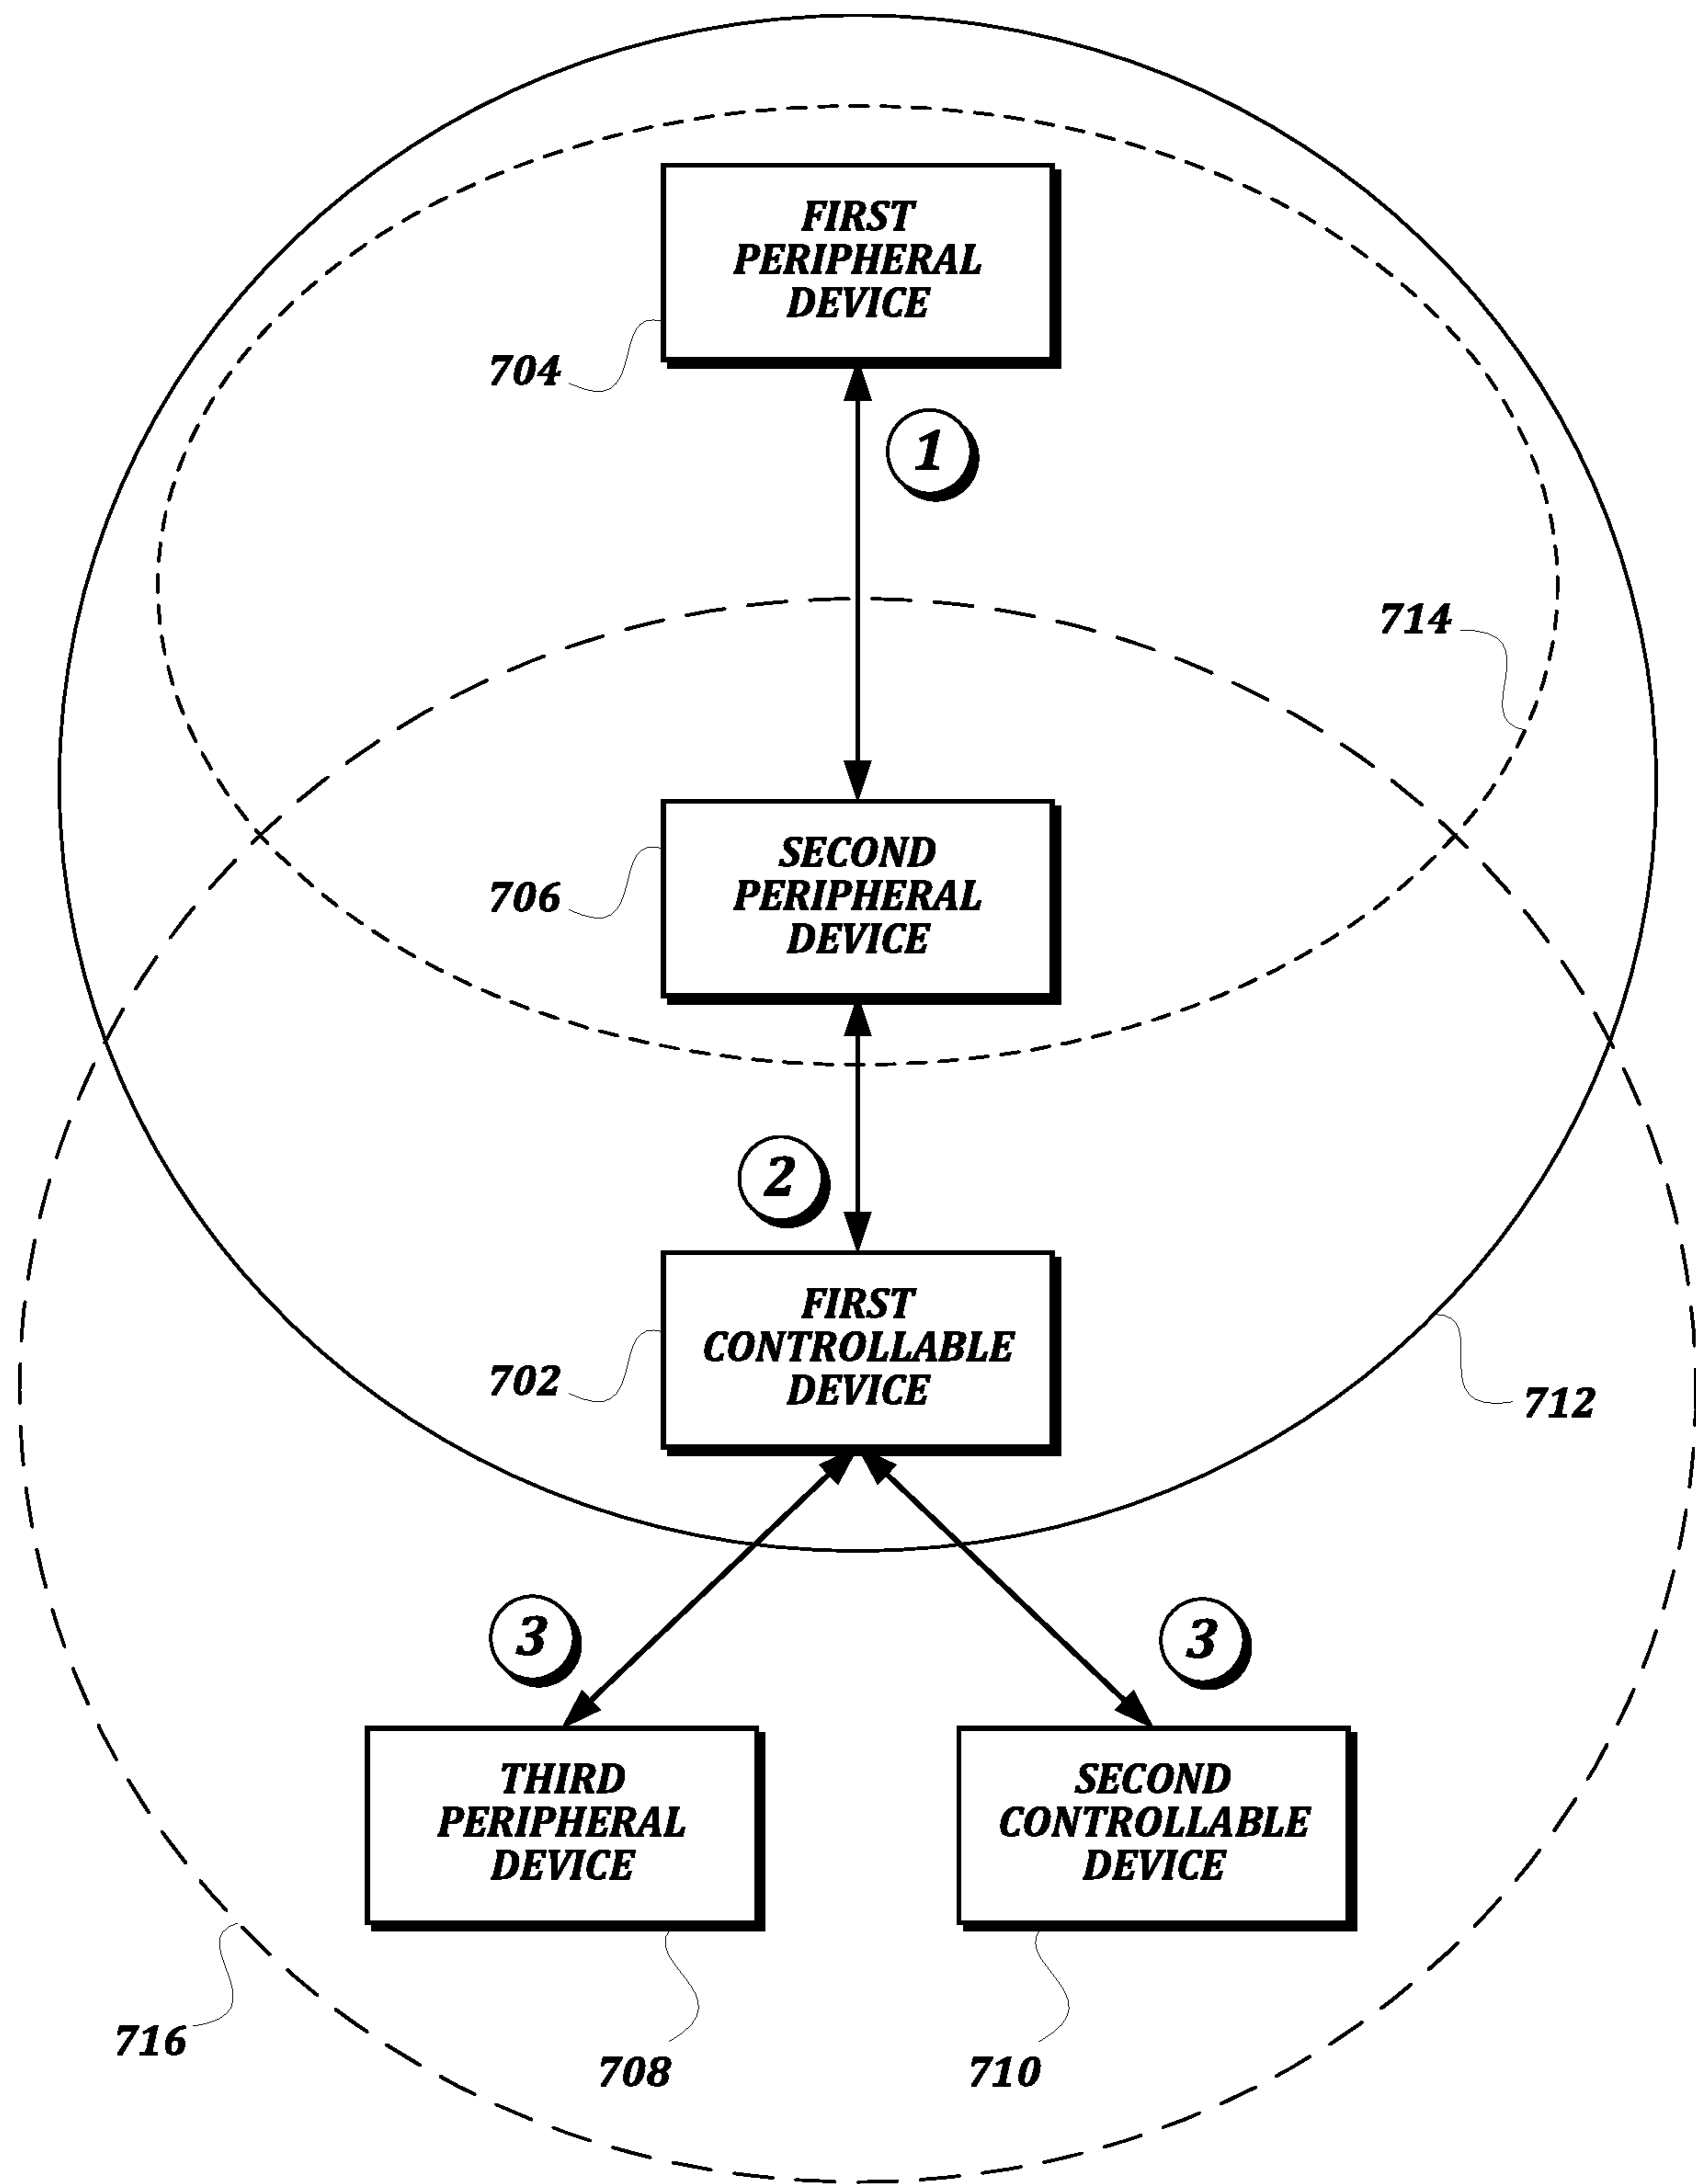 FIRST
PERIPHERAL
DEVICE
704
1
714
SECOND
PERIPHERAL
DEVICE
706
2
FIRST
CONTROLLABLE
DEVICE
702
712
3
3
THIRD
PERIPHERAL
DEVICE
SECOND
CONTROLLABLE
DEVICE
716
708
710